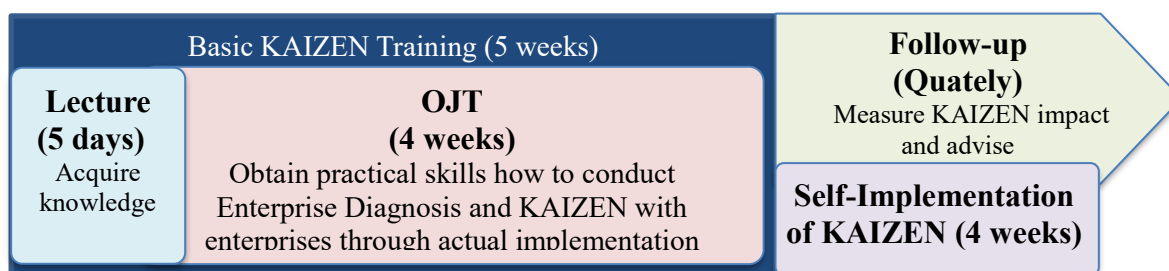 Basic KAIZEN Training (5 weeks)
Lecture
(5 days)
Acquire
knowledge
OJT
(4 weeks)
Obtain practical skills how to conduct
Enterprise Diagnosis and KAIZEN with
enterprises through actual implementation
Follow-up
(Quately)
Measure KAIZEN impact
and advise
Self-Implementation
of KAIZEN (4 weeks)